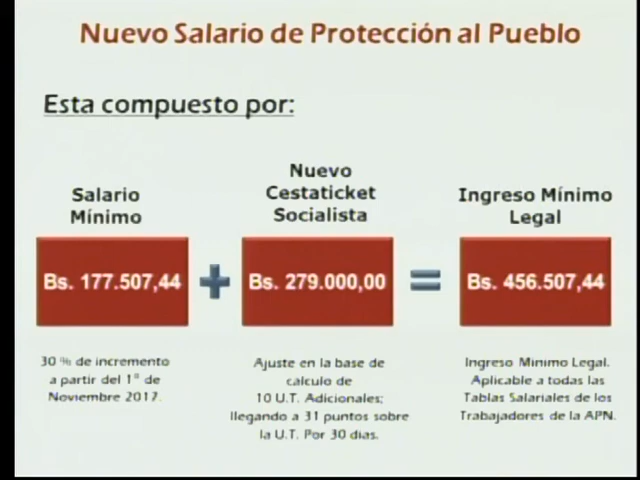 Nuevo Salario de Protección al Pueblo
Esta compuesto por:
Salario
Mínimo
Bs. 177.507,44
30 % de incremento
a partir del 1° de
Noviembre 2017.
+
Nuevo
Cestaticket
Socialista
Bs. 279.000,00
Ajuste en la base de
calculo de
10 U.T. Adicionales;
llegando a 31 puntos sobre
la U.T. Por 30 dias.
=
Ingreso Mínimo
Legal
Bs. 456.507,44
Ingreso Minimo Legal.
Aplicable a todas las
Tablas Salariales de los
Trabajadores de la APN.